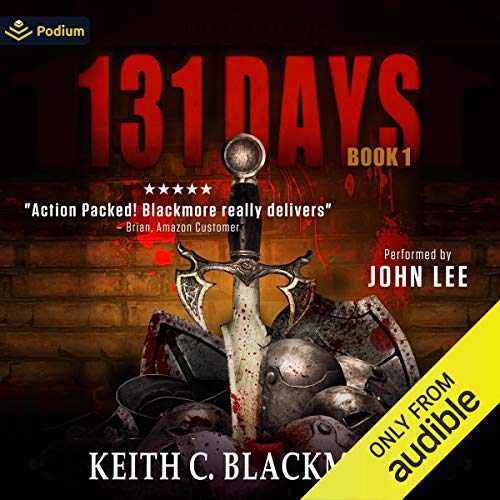 Podium
131 DAYS
BOOK 1
★★★★★
"Action Packed! Blackmore really delivers"
– Brian, Amazon Customer
Performed by
JOHN LEE
KEITH C. BLACKM
ONLY FROM
audible